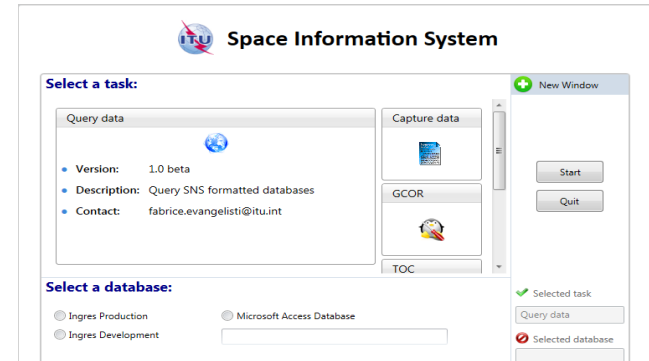 ITU
Space Information System
Select a task:
New Window
Query data
Version: 1.0 beta
Description: Query SNS formatted databases
Contact: fabrice.evangelisti@itu.int
Capture data
GCOR
TOC
Start
Quit
Select a database:
Ingres Production
Microsoft Access Database
Ingres Development
Selected task
Query data
Selected database